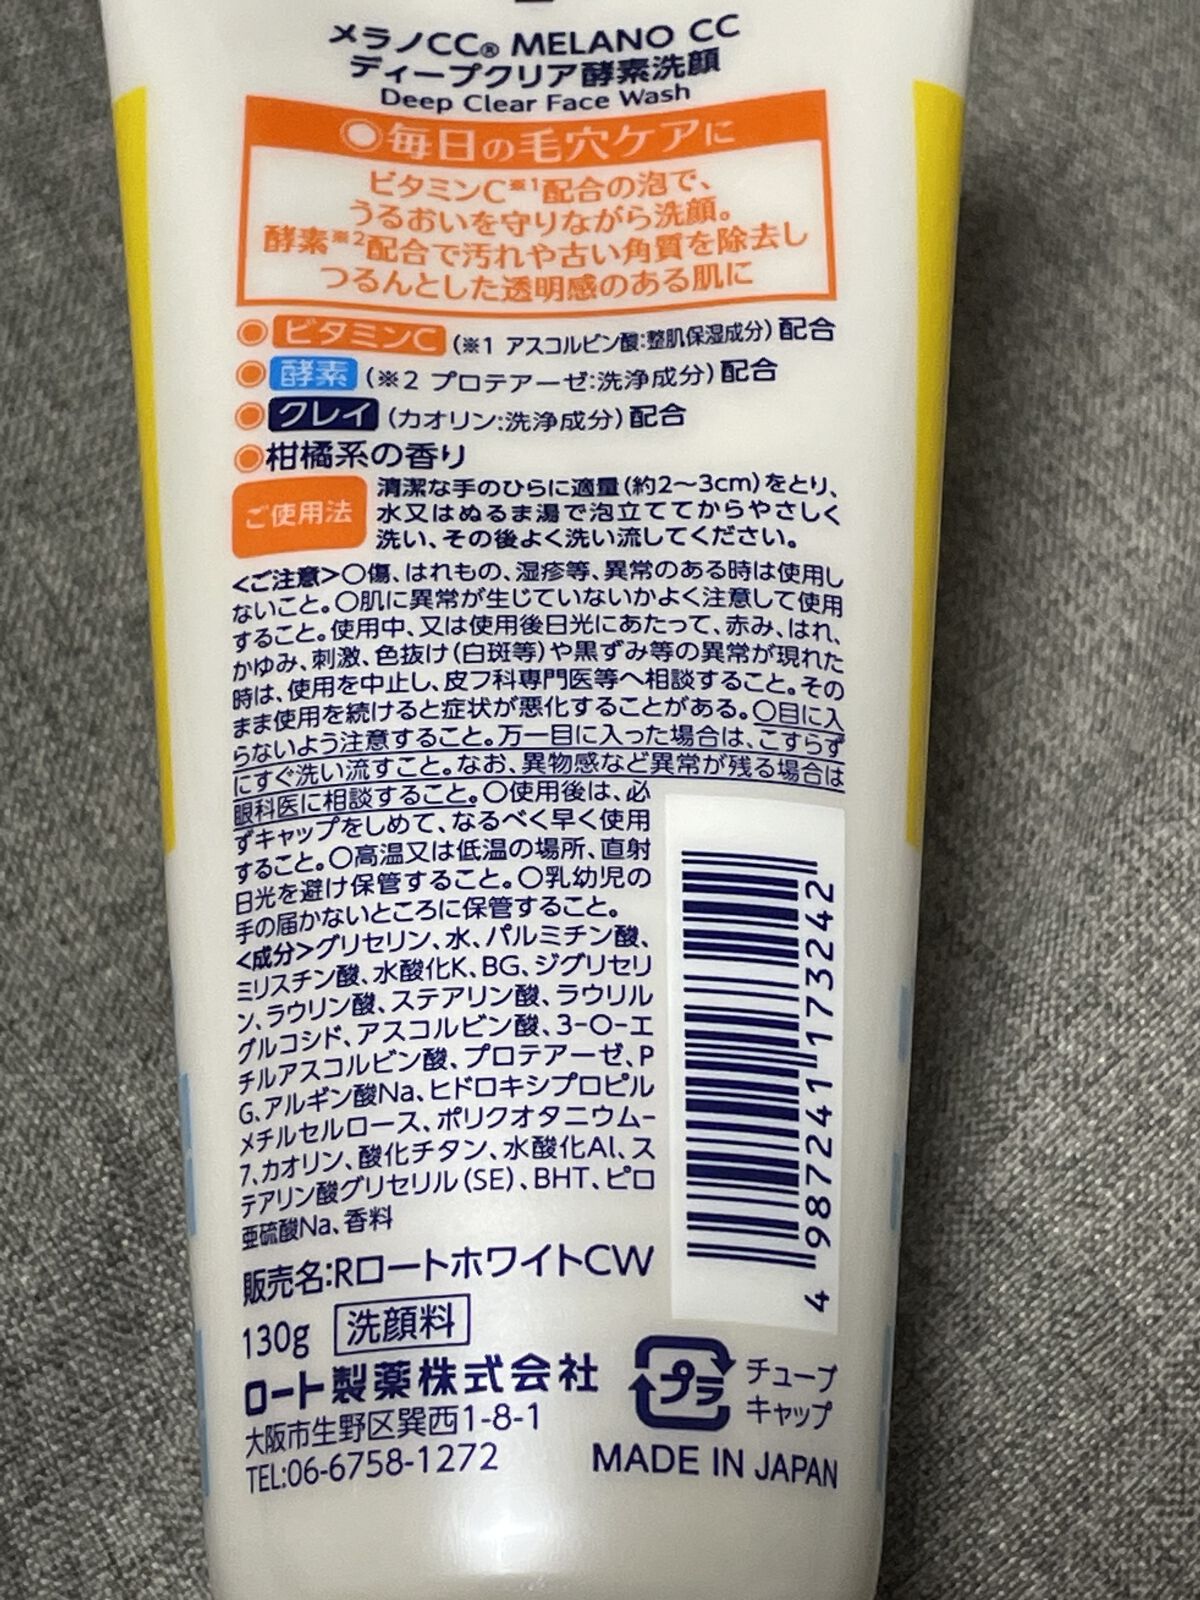 メラノCC® MELANO CC
ディープクリア酵素洗顔
Deep Clear Face Wash
◎毎日の毛穴ケアに
ビタミンC※1配合の泡で、
うるおいを守りながら洗顔。
酵素※2配合で汚れや古い角質を除去し
つるんとした透明感のある肌に
◎ビタミンC(※1 アスコルビン酸:整肌保湿成分)配合
◎酵素(※2 プロテアーゼ:洗浄成分)配合
◎クレイ(カオリン:洗浄成分)配合
◎柑橘系の香り
ご使用法
清潔な手のひらに適量(約2〜3cm)をとり、
水又はぬるま湯で泡立ててからやさしく
洗い、その後よく洗い流してください。
<ご注意>○傷、はれもの、湿疹等、異常のある時は使用し
ないこと。○肌に異常が生じていないかよく注意して使用
すること。使用中、又は使用後日光にあたって、赤み、はれ、
かゆみ、刺激、色抜け(白斑等)や黒ずみ等の異常が現れた
時は、使用を中止し、皮フ科専門医等へ相談すること。その
まま使用を続けると症状が悪化することがある。○目に入
らないよう注意すること。万一目に入った場合は、こすらず
にすぐ洗い流すこと。なお、異物感など異常が残る場合は
眼科医に相談すること。○使用後は、必
ずキャップをしめて、なるべく早く使用
すること。○高温又は低温の場所、直射
日光を避け保管すること。○乳幼児の
手の届かないところに保管すること。
<成分>グリセリン、水、パルミチン酸、
ミリスチン酸、水酸化K、BG、ジグリセリ
ン、ラウリン酸、ステアリン酸、ラウリル
グルコシド、アスコルビン酸、3-O-エ
チルアスコルビン酸、プロテアーゼ、P
G、アルギン酸Na、ヒドロキシプロピル
メチルセルロース、ポリクオタニウム-
7、カオリン、酸化チタン、水酸化Al、ス
テアリン酸グリセリル(SE)、BHT、ピロ
亜硫酸Na、香料
販売名:RロートホワイトCW
130g 洗顔料
ロート製薬株式会社
大阪市生野区巽西1-8-1
TEL:06-6758-1272
4 987241 173242
プラ
チューブ
キャップ
MADE IN JAPAN